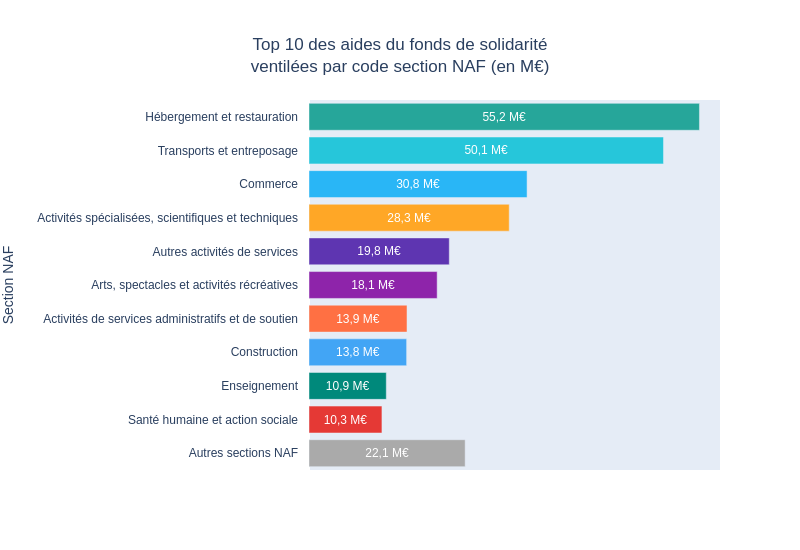 Top 10 des aides du fonds de solidarité
ventilées par code section NAF (en M€)
Section NAF
Hébergement et restauration 55,2 M€
Transports et entreposage 50,1 M€
Commerce 30,8 M€
Activités spécialisées, scientifiques et techniques 28,3 M€
Autres activités de services 19,8 M€
Arts, spectacles et activités récréatives 18,1 M€
Activités de services administratifs et de soutien 13,9 M€
Construction 13,8 M€
Enseignement 10,9 M€
Santé humaine et action sociale 10,3 M€
Autres sections NAF 22,1 M€